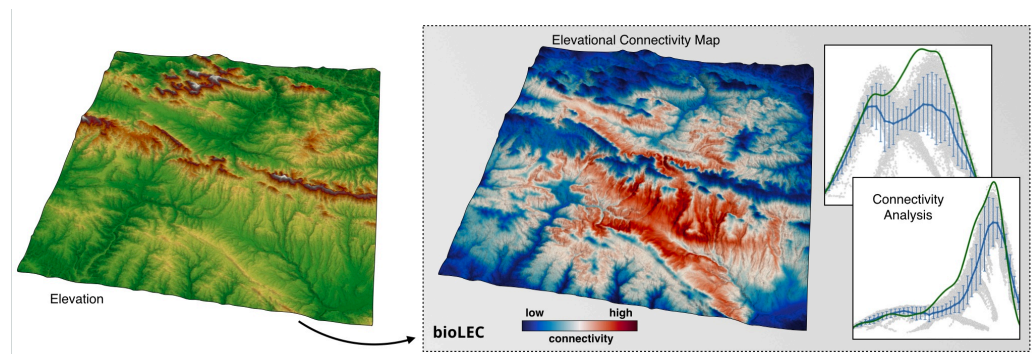 Elevation
Elevational Connectivity Map
Connectivity
Analysis
bioLEC
low high
connectivity